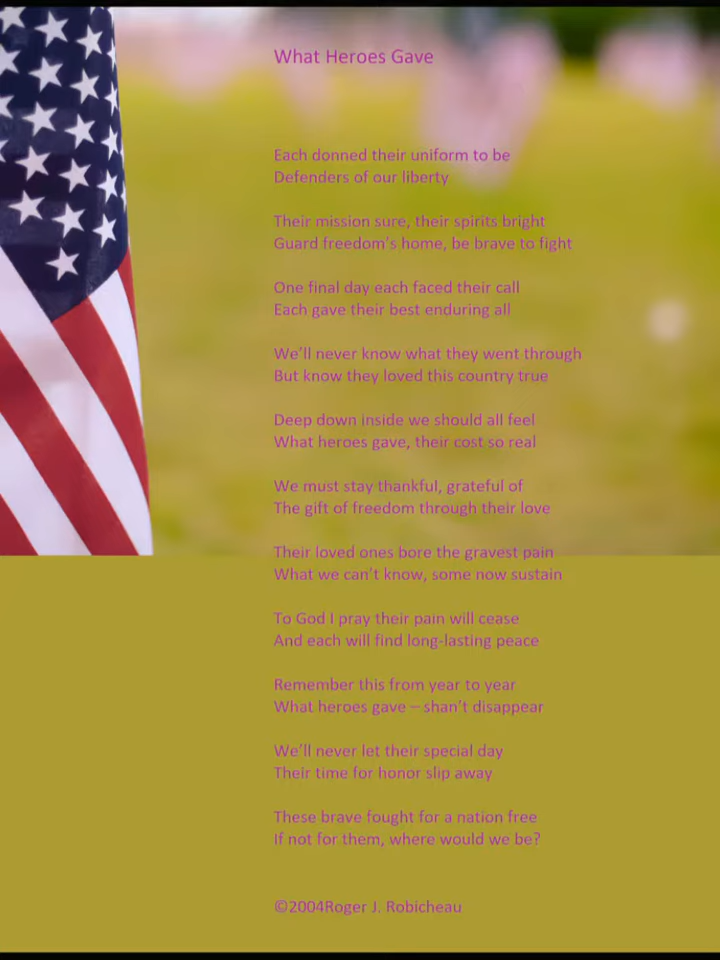 What Heroes Gave
Each donned their uniform to be
Defenders of our liberty
Their mission sure, their spirits bright
Guard freedom's home, be brave to fight
One final day each faced their call
Each gave their best enduring all
We'll never know what they went through
But know they loved this country true
Deep down inside we should all feel
What heroes gave, their cost so real
We must stay thankful, grateful of
The gift of freedom through their love
Their loved ones bore the gravest pain
What we can't know, some now sustain
To God I pray their pain will cease
And each will find long-lasting peace
Remember this from year to year
What heroes gave – shan't disappear
We'll never let their special day
Their time for honor slip away
These brave fought for a nation free
If not for them, where would we be?
©2004Roger J. Robicheau